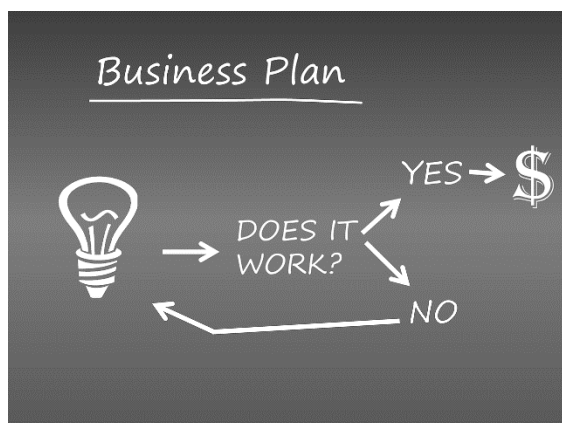 Business Plan
YES
$
DOES IT
WORK?
NO